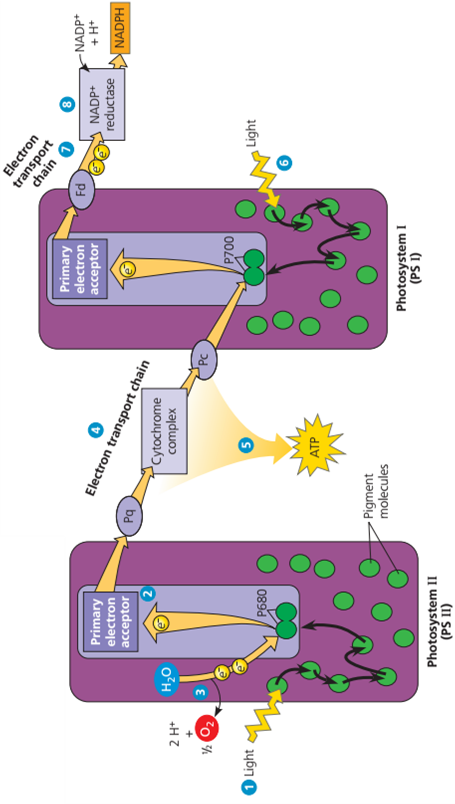 1 Light
2 H⁺
+
½ O₂
3
H₂O
e⁻
e⁻
Primary
electron
acceptor
2
e⁻
P680
Pigment
molecules
Photosystem II
(PS II)
Pq
4
Electron transport chain
Cytochrome
complex
5
ATP
Pc
Primary
electron
acceptor
e⁻
P700
Light
6
Photosystem I
(PS I)
Fd
Electron
transport
chain
7
e⁻
e⁻
8
NADP⁺
reductase
NADP⁺
+ H⁺
NADPH